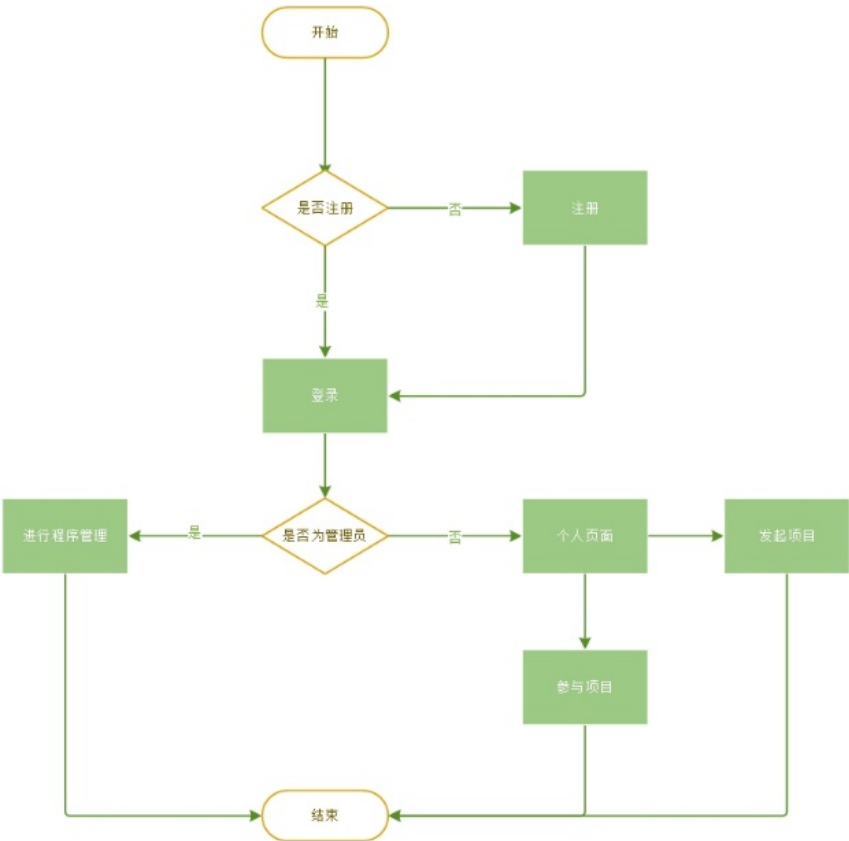 开始
是否注册
否
注册
是
登录
进行程序管理
是
是否为管理员
否
个人页面
发起项目
参与项目
结束